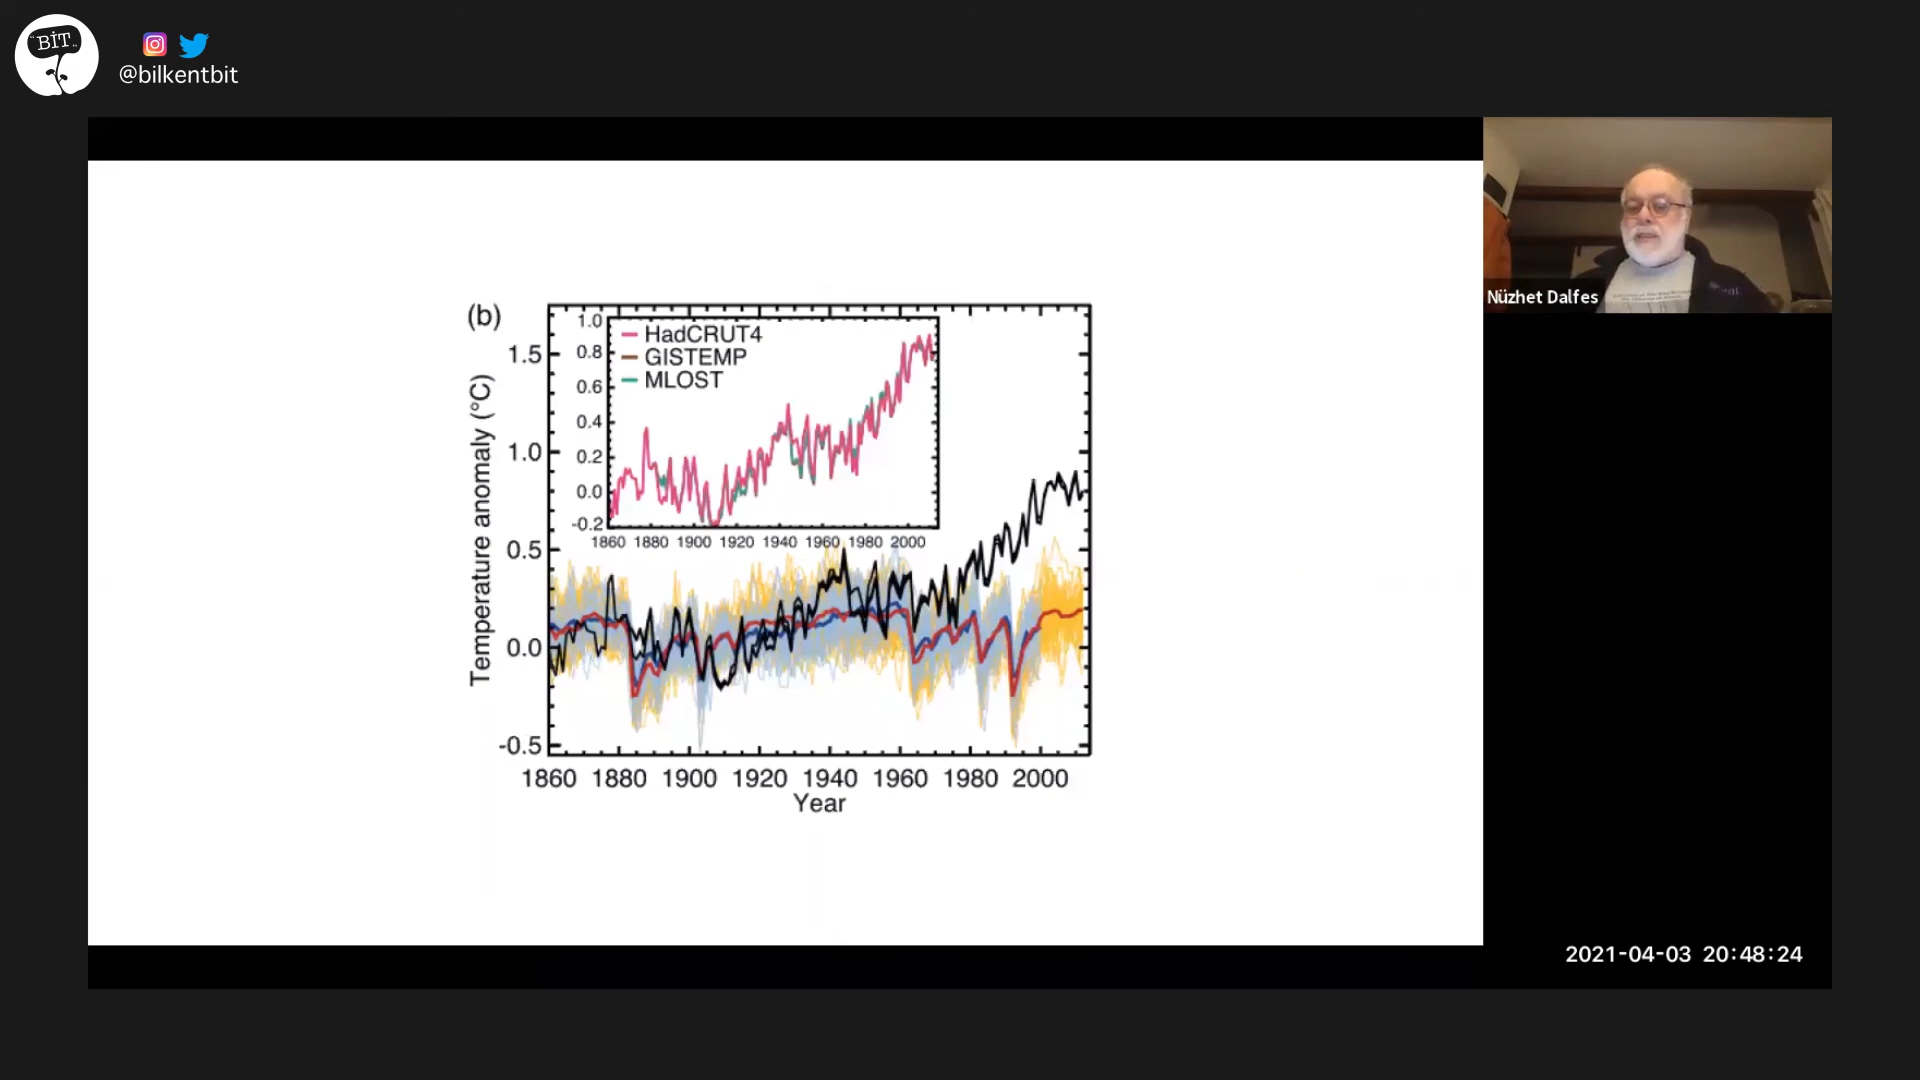 BİT
@bilkentbit
(b)
HadCRUT4
GISTEMP
MLOST
1.0
0.8
0.6
0.4
0.2
0.0
-0.2
1860 1880 1900 1920 1940 1960 1980 2000
1.5
1.0
0.5
0.0
-0.5
Temperature anomaly (°C)
1860 1880 1900 1920 1940 1960 1980 2000
Year
Nüzhet Dalfes
2021-04-03 20:48:24